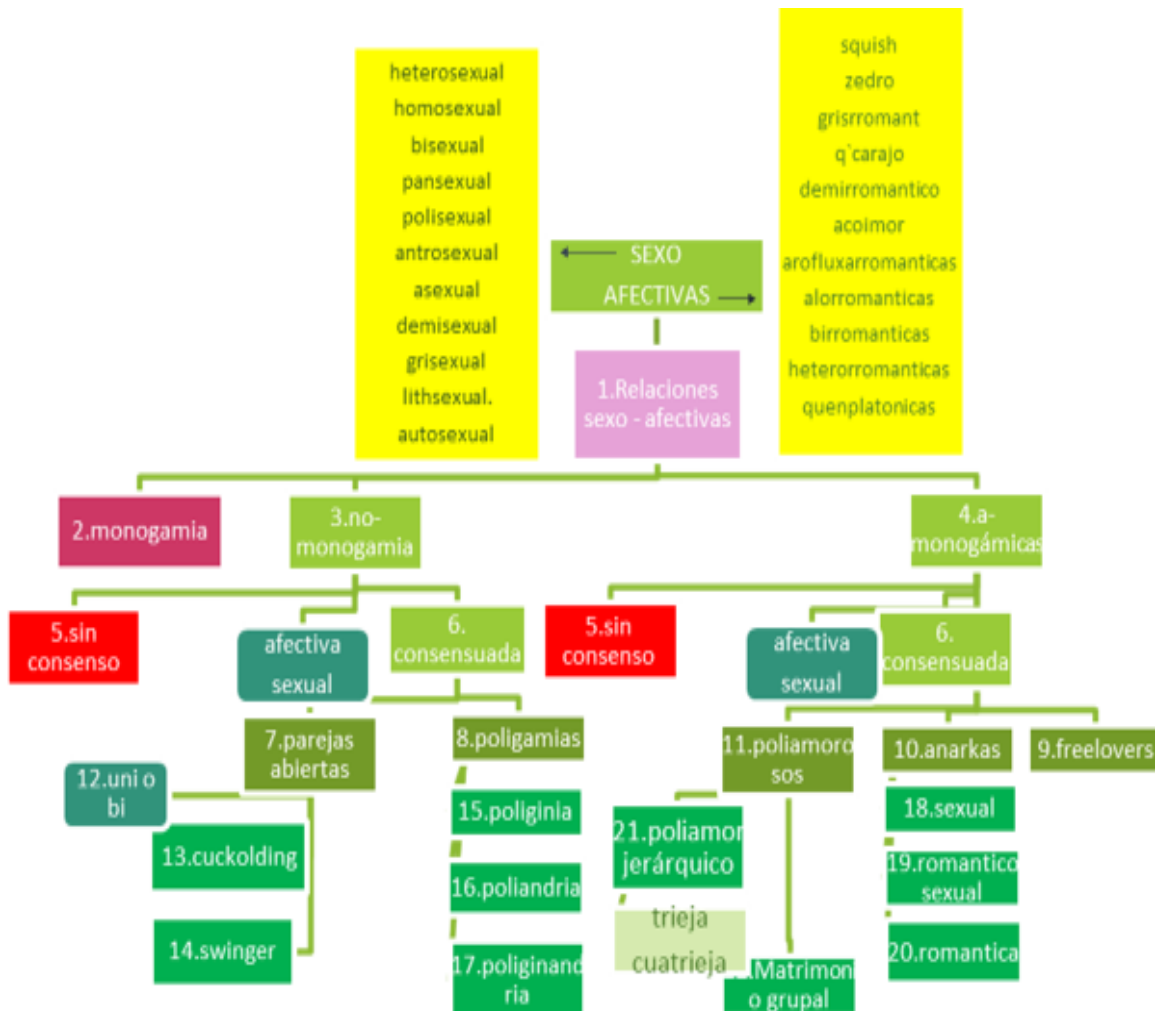 heterosexual
homosexual
bisexual
pansexual
polisexual
antrosexual
asexual
demisexual
grisexual
lithsexual.
autosexual
SEXO
AFECTIVAS
squish
zedro
grisrromant
q`carajo
demirromantico
acoimor
arofluxarromanticas
alorromanticas
birromanticas
heterorromanticas
quenplatonicas
1.Relaciones
sexo - afectivas
2.monogamia
3.no-
monogamia
4.a-
monogámicas
5.sin
consenso
afectiva
sexual
6.
consensuada
5.sin
consenso
afectiva
sexual
6.
consensuada
7.parejas
abiertas
8.poligamias
11.poliamoro
sos
10.anarkas
9.freelovers
12.uni o
bi
13.cuckolding
14.swinger
15.poliginia
16.poliandria
17.poliginand
ria
21.poliamor
jerárquico
trieja
cuatrieja
.Matrimoni
o grupal
18.sexual
19.romantico
sexual
20.romantica